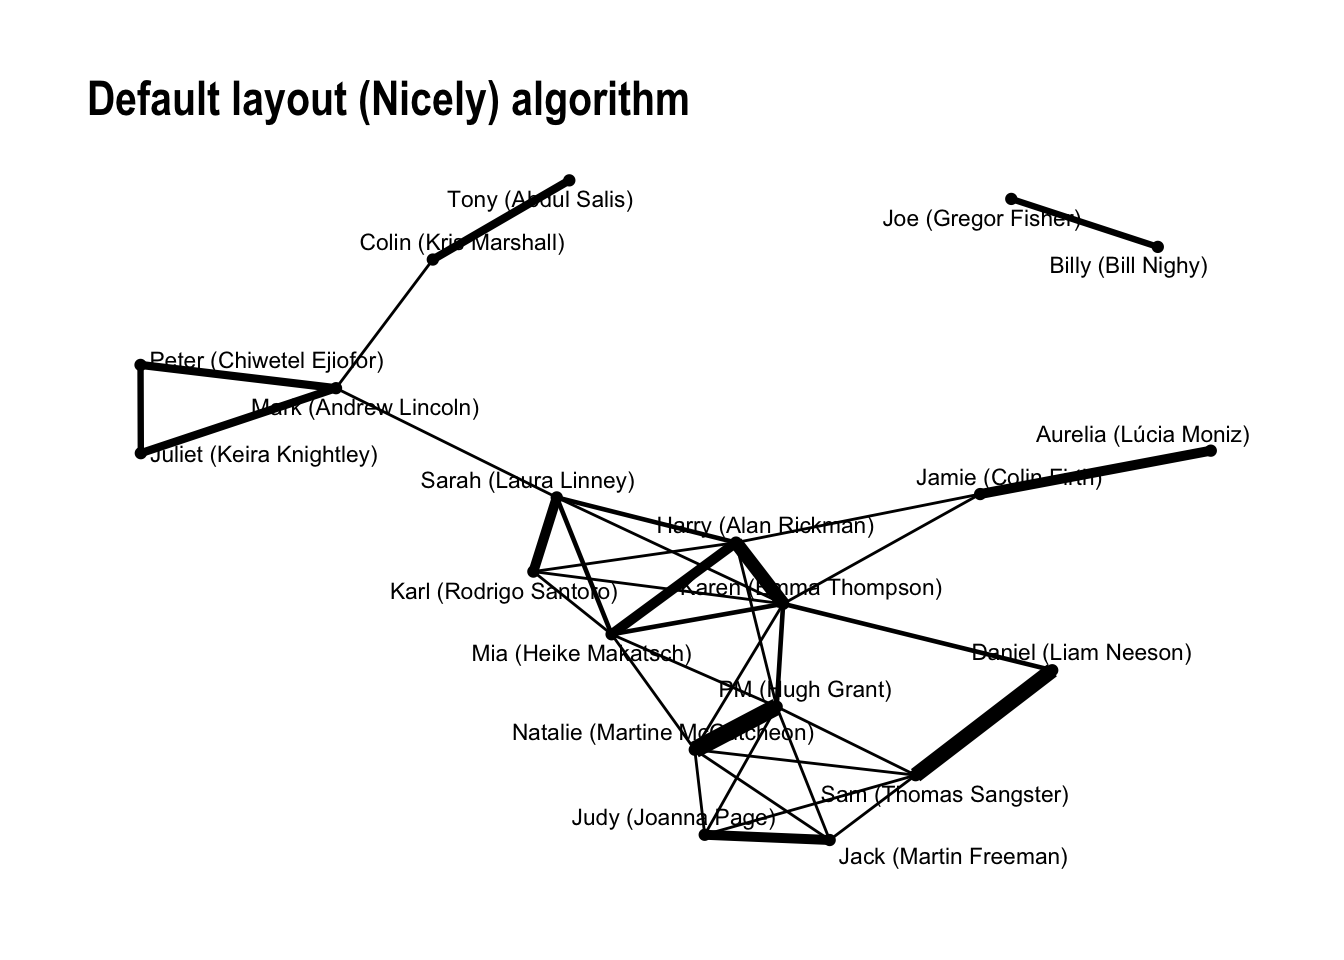 Default layout (Nicely) algorithm
Tony (Abdul Salis)
Joe (Gregor Fisher)
Colin (Kris Marshall)
Billy (Bill Nighy)
Peter (Chiwetel Ejiofor)
Mark (Andrew Lincoln)
Aurelia (Lúcia Moniz)
Juliet (Keira Knightley)
Jamie (Colin Firth)
Sarah (Laura Linney)
Harry (Alan Rickman)
Karen (Emma Thompson)
Karl (Rodrigo Santoro)
Daniel (Liam Neeson)
Mia (Heike Makatsch)
PM (Hugh Grant)
Natalie (Martine McCutcheon)
Sam (Thomas Sangster)
Judy (Joanna Page)
Jack (Martin Freeman)